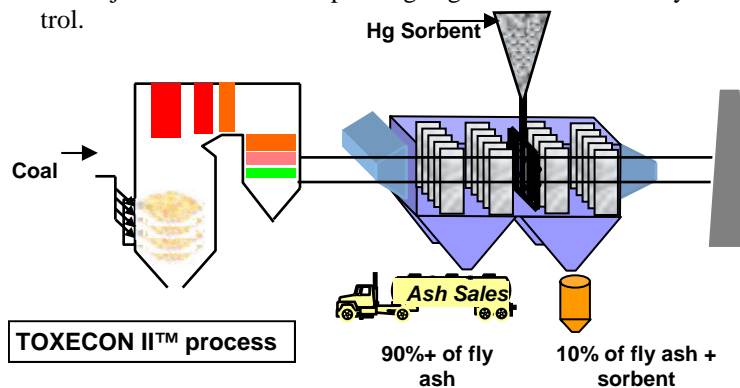 trol.
Hg Sorbent
Coal
Ash Sales
TOXECON II™ process
90%+ of fly
ash
10% of fly ash +
sorbent